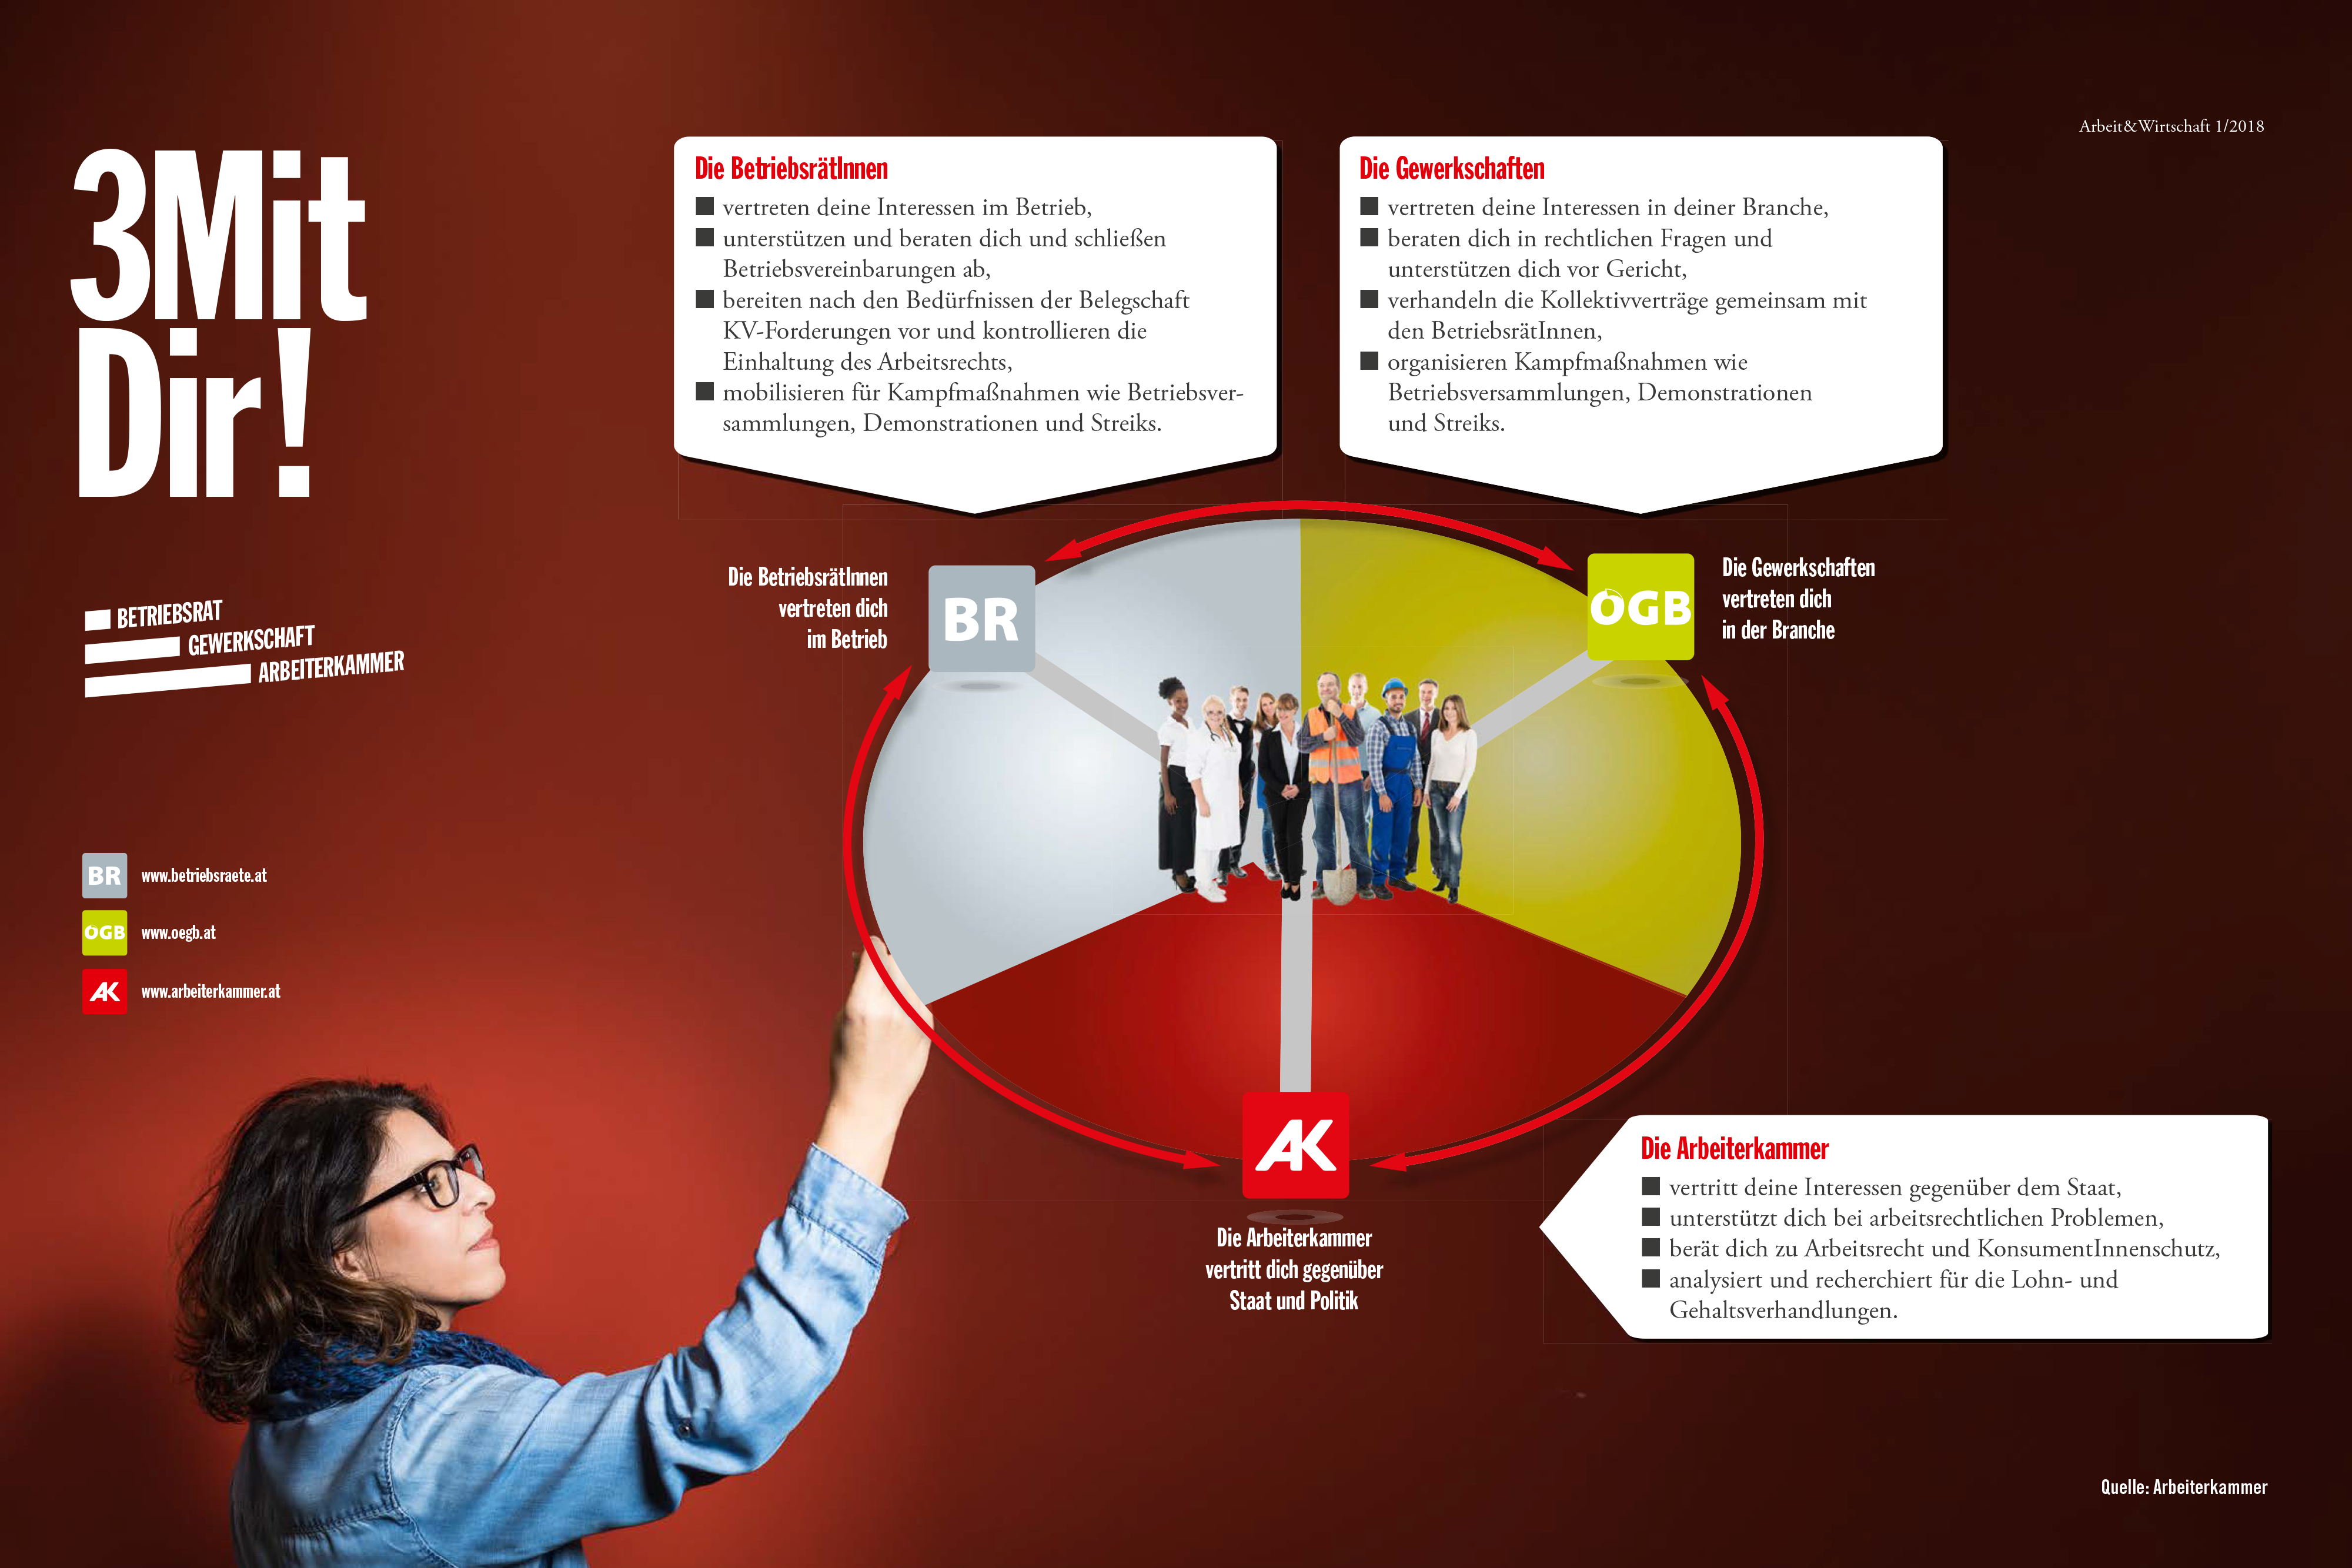 Arbeit&Wirtschaft 1/2018
3Mit
Dir!
BETRIEBSRAT
GEWERKSCHAFT
ARBEITERKAMMER
BR www.betriebsraete.at
ÖGB www.oegb.at
AK www.arbeiterkammer.at
Die BetriebsrätInnen
vertreten deine Interessen im Betrieb,
unterstützen und beraten dich und schließen
Betriebsvereinbarungen ab,
bereiten nach den Bedürfnissen der Belegschaft
KV-Forderungen vor und kontrollieren die
Einhaltung des Arbeitsrechts,
mobilisieren für Kampfmaßnahmen wie Betriebsver-
sammlungen, Demonstrationen und Streiks.
Die Gewerkschaften
vertreten deine Interessen in deiner Branche,
beraten dich in rechtlichen Fragen und
unterstützen dich vor Gericht,
verhandeln die Kollektivverträge gemeinsam mit
den BetriebsrätInnen,
organisieren Kampfmaßnahmen wie
Betriebsversammlungen, Demonstrationen
und Streiks.
Die BetriebsrätInnen
vertreten dich
im Betrieb
BR
ÖGB
Die Gewerkschaften
vertreten dich
in der Branche
AK
Die Arbeiterkammer
vertritt dich gegenüber
Staat und Politik
Die Arbeiterkammer
vertritt deine Interessen gegenüber dem Staat,
unterstützt dich bei arbeitsrechtlichen Problemen,
berät dich zu Arbeitsrecht und KonsumentInnenschutz,
analysiert und recherchiert für die Lohn- und
Gehaltsverhandlungen.
Quelle: Arbeiterkammer